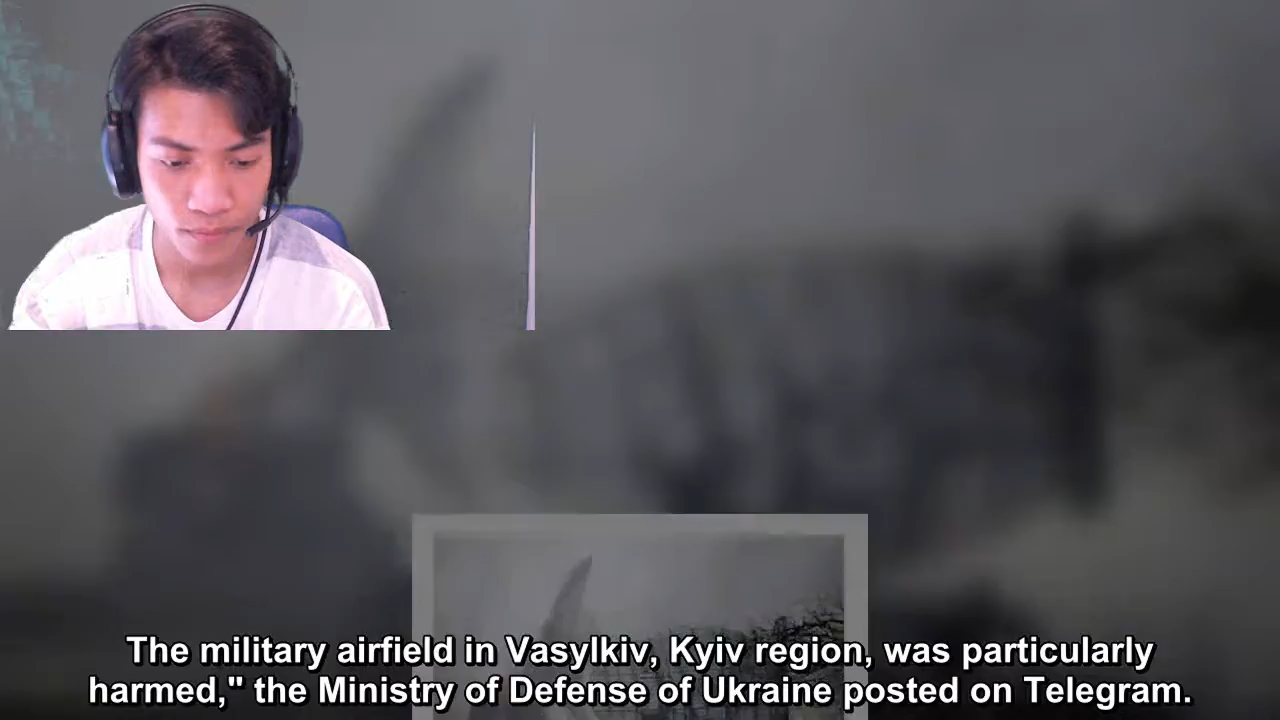 The military airfield in Vasylkiv, Kyiv region, was particularly
harmed," the Ministry of Defense of Ukraine posted on Telegram.